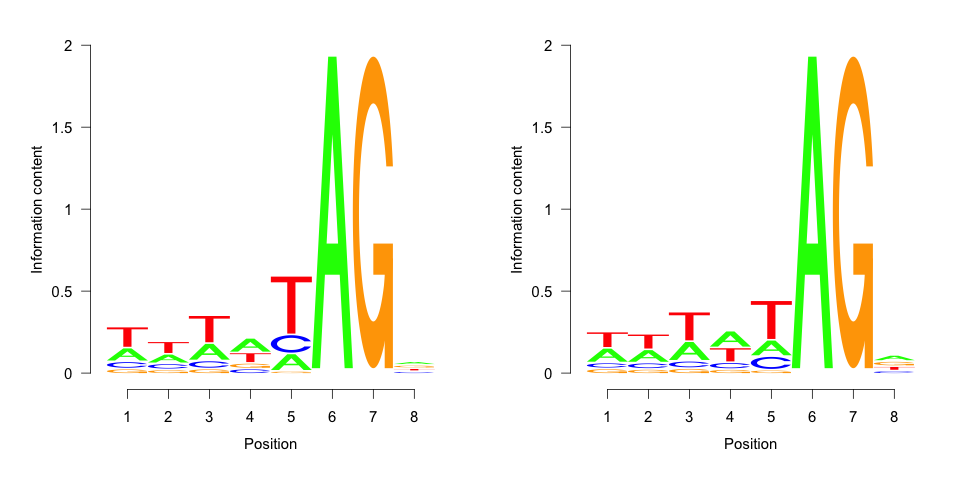 2
1.5
1
0.5
0
Information content
T T T A T A G A
A A A T C A
C C C G A G
G G G C G T
C
1 2 3 4 5 6 7 8
Position
2
1.5
1
0.5
0
Information content
T T T A T A G A
A A A T A G
C C C C C T
G G G G G C
1 2 3 4 5 6 7 8
Position